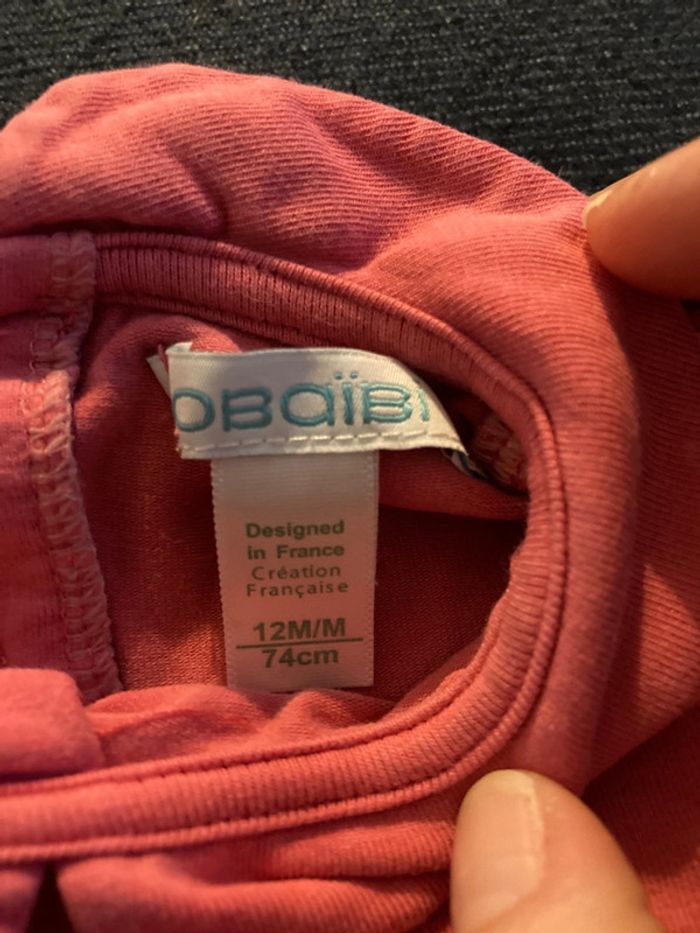 OBAÏBI
Designed
in France
Création
Française
12M/M
74cm